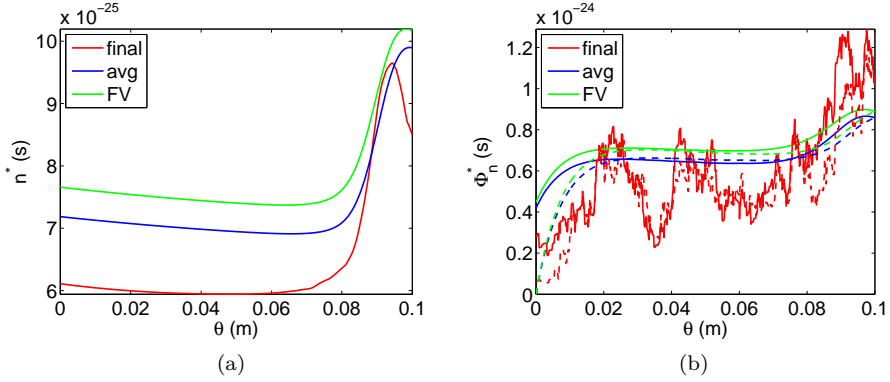 x 10⁻²⁵
10
9
8
7
6
n* (s)
final
avg
FV
0
0.02
0.04
0.06
0.08
0.1
θ (m)
(a)
x 10⁻²⁴
1.2
1
0.8
0.6
0.4
0.2
0
Φₙ* (s)
final
avg
FV
0
0.02
0.04
0.06
0.08
0.1
θ (m)
(b)